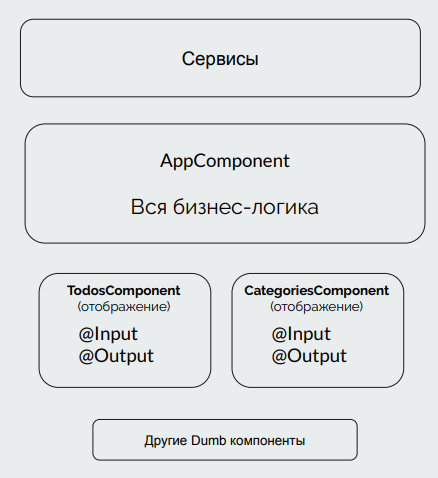 Сервисы
AppComponent
Вся бизнес-логика
TodosComponent
(отображение)
@Input
@Output
CategoriesComponent
(отображение)
@Input
@Output
Другие Dumb компоненты